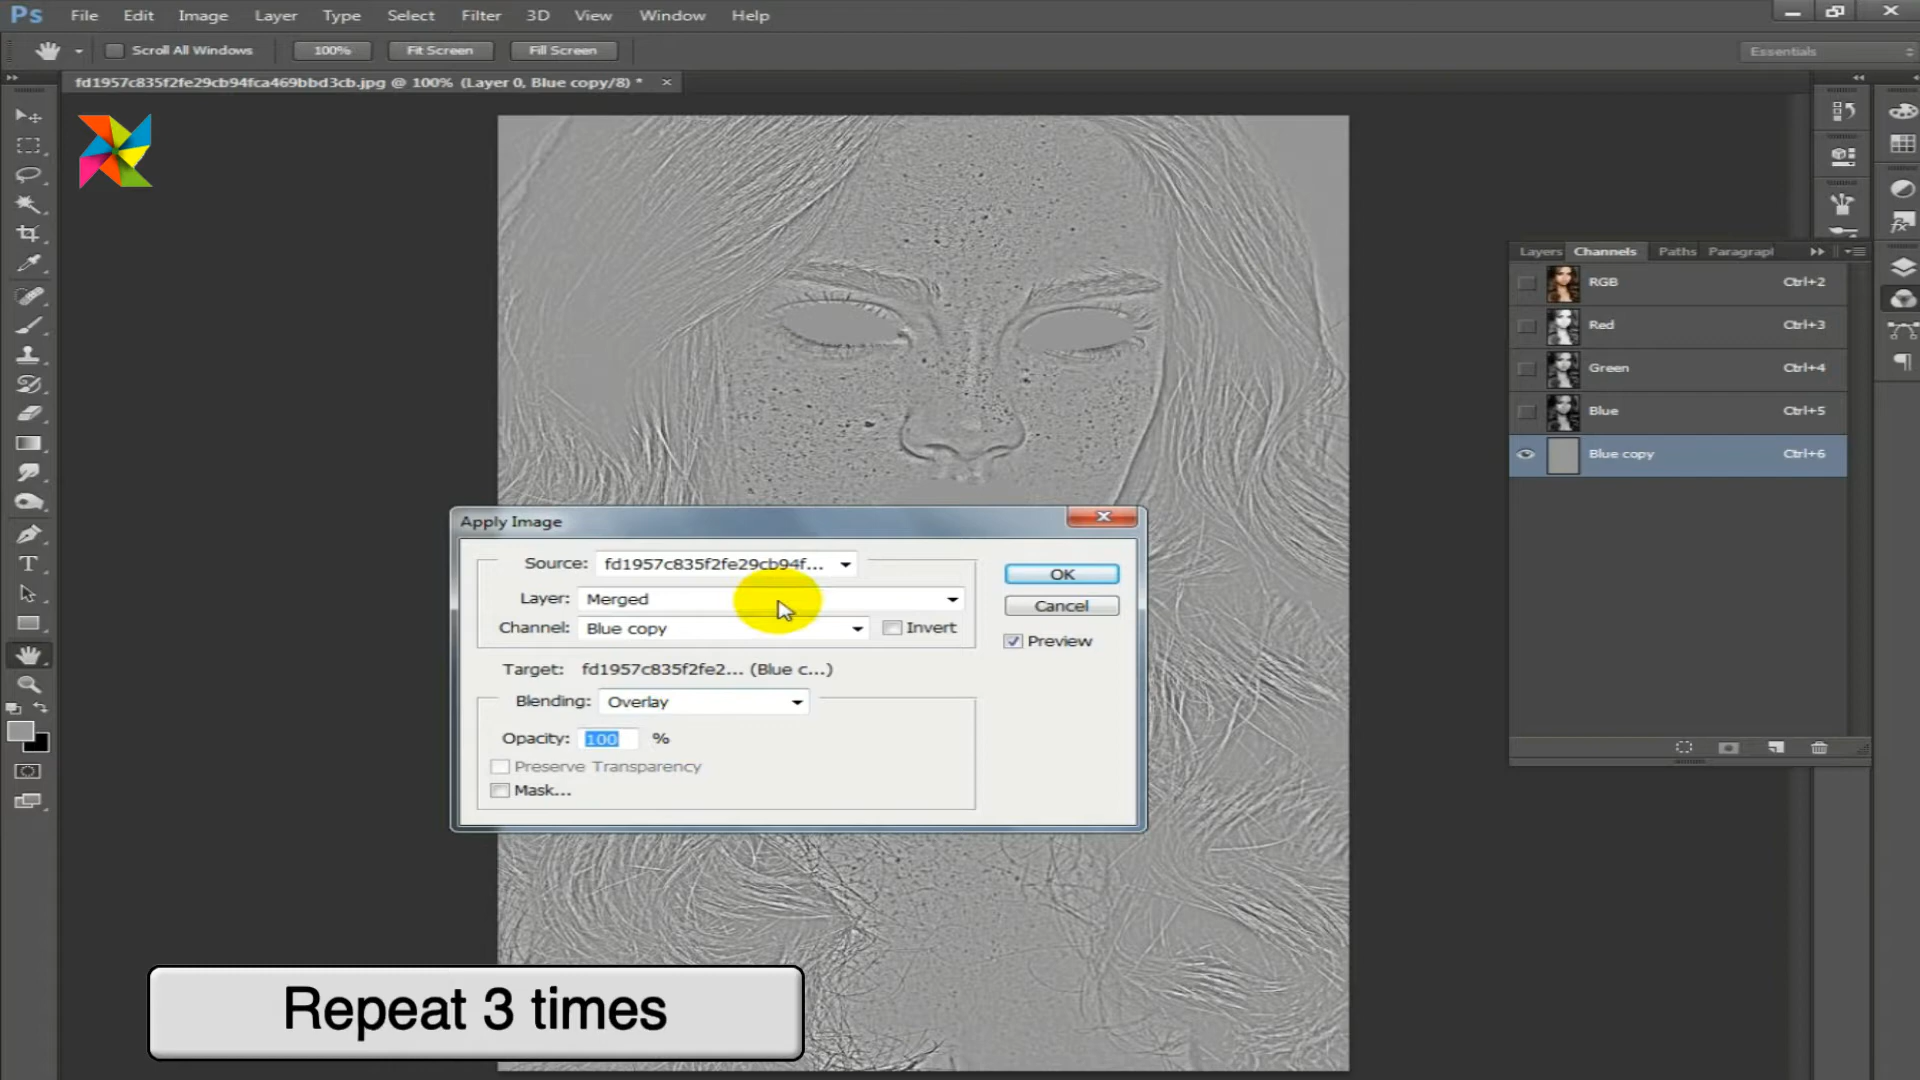 Ps File Edit Image Layer Type Select Filter 3D View Window Help
Scroll All Windows 100% Fit Screen Fill Screen Essentials
fd1957c835f2fe29cb94fca469bbd3cb.jpg @ 100% (Layer 0, Blue copy/8) *
Layers Channels Paths Paragrapl
RGB Ctrl+2
Red Ctrl+3
Green Ctrl+4
Blue Ctrl+5
Blue copy Ctrl+6
Apply Image
Source: fd1957c835f2fe29cb94f...
OK
Layer: Merged
Cancel
Channel: Blue copy Invert
Preview
Target: fd1957c835f2fe2... (Blue c...)
Blending: Overlay
Opacity: 100 %
Preserve Transparency
Mask...
Repeat 3 times